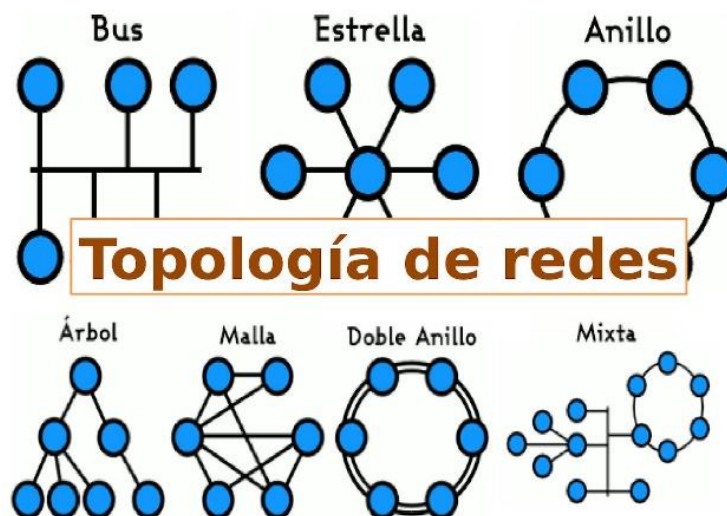 Bus
Estrella
Anillo
Topología de redes
Árbol
Malla
Doble Anillo
Mixta